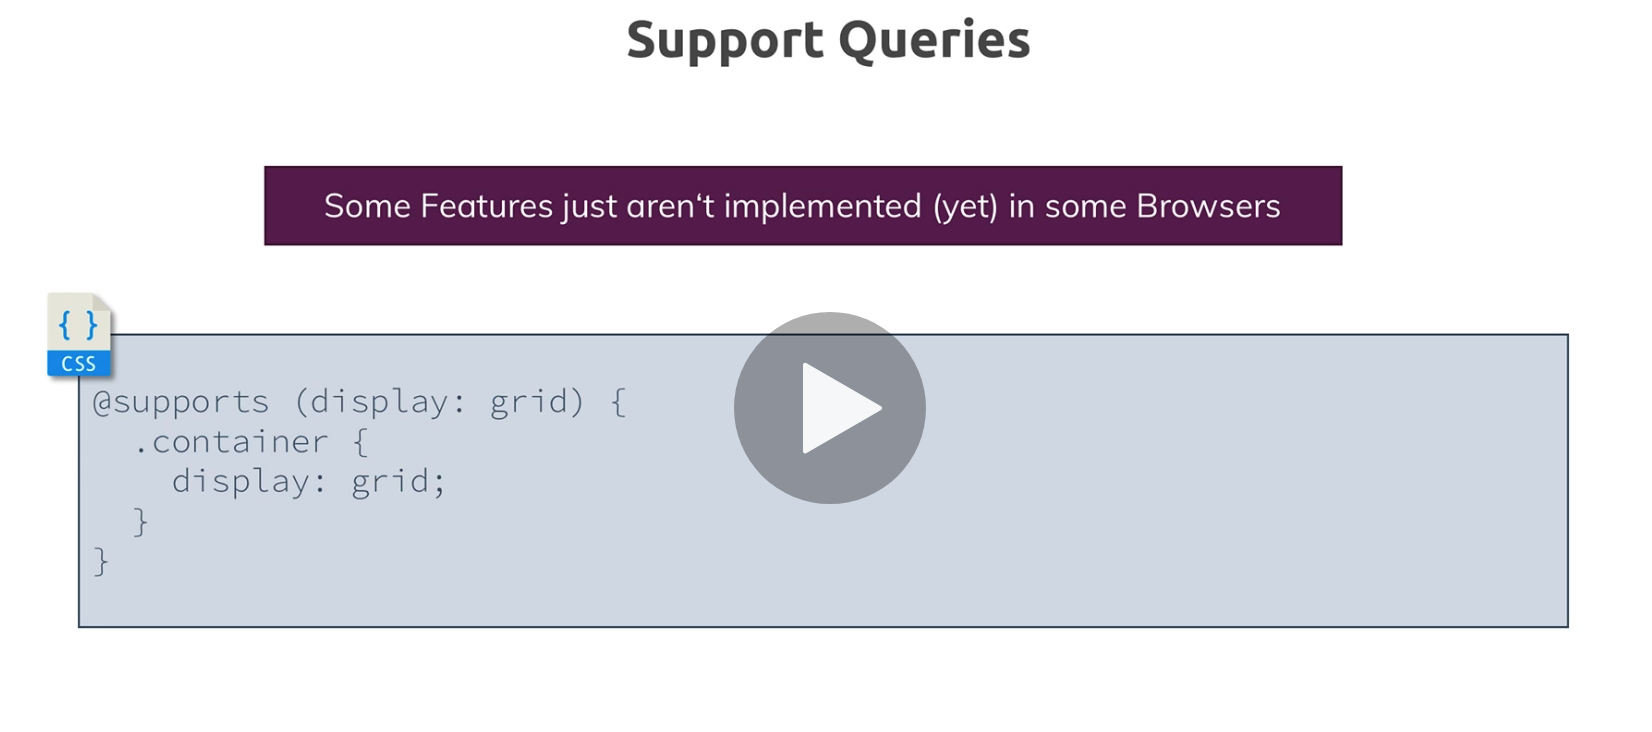 Support Queries
Some Features just aren‘t implemented (yet) in some Browsers
{ }
CSS
@supports (display: grid) {
  .container {
    display: grid;
  }
}